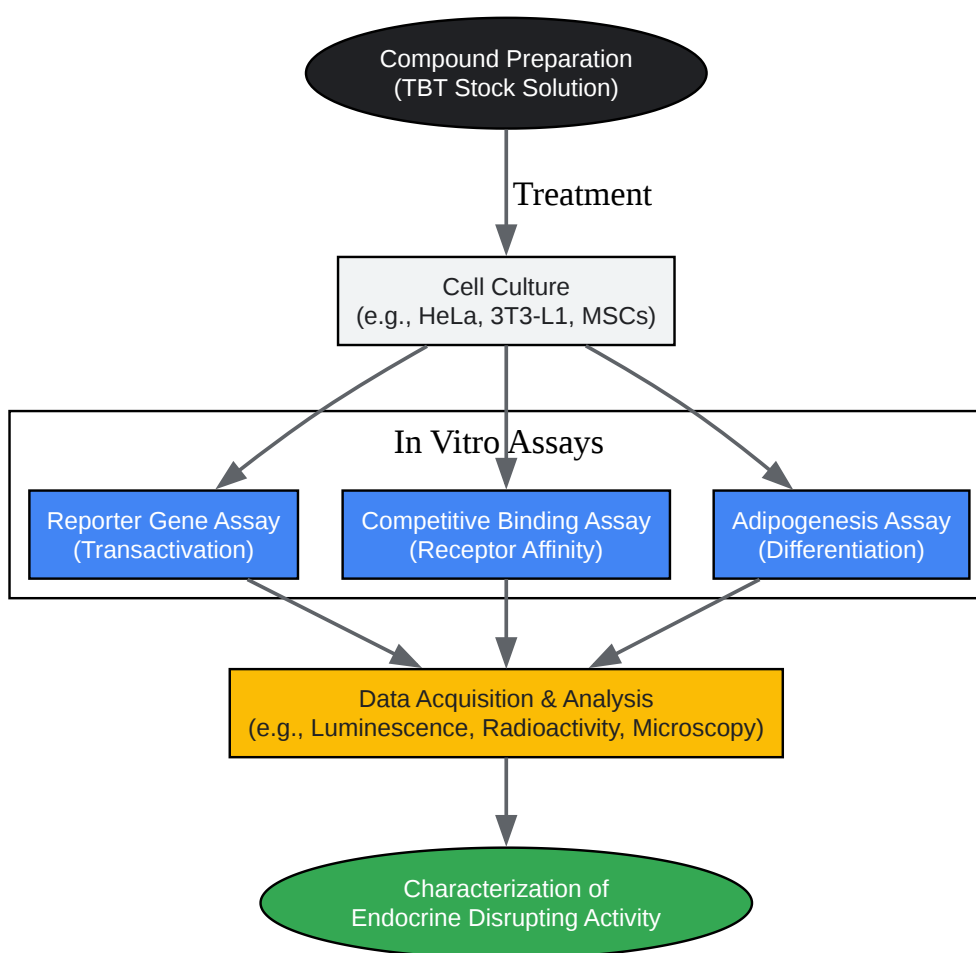 Compound Preparation
(TBT Stock Solution)
Treatment
Cell Culture
(e.g., HeLa, 3T3-L1, MSCs)
In Vitro Assays
Reporter Gene Assay
(Transactivation)
Competitive Binding Assay
(Receptor Affinity)
Adipogenesis Assay
(Differentiation)
Data Acquisition & Analysis
(e.g., Luminescence, Radioactivity, Microscopy)
Characterization of
Endocrine Disrupting Activity